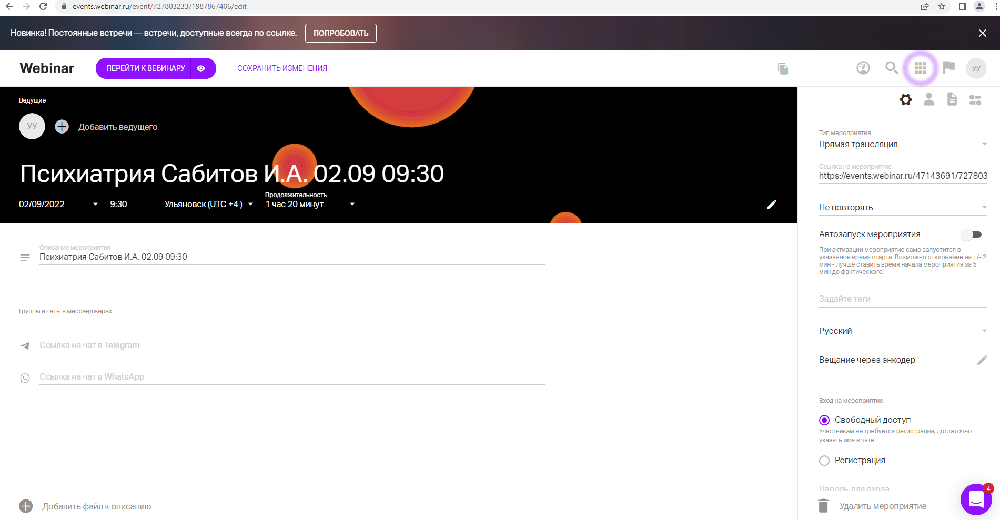 events.webinar.ru/event/727803233/1987867406/edit
Новинка! Постоянные встречи — встречи, доступные всегда по ссылке.
ПОПРОБОВАТЬ
Webinar
ПЕРЕЙТИ К ВЕБИНАРУ
СОХРАНИТЬ ИЗМЕНЕНИЯ
УУ
Ведущие
УУ
Добавить ведущего
Психиатрия Сабитов И.А. 02.09 09:30
Продолжительность
02/09/2022
9:30
Ульяновск (UTC +4 )
1 час 20 минут
Описание мероприятия
Психиатрия Сабитов И.А. 02.09 09:30
Группы и чаты в мессенджерах
Ссылка на чат в Telegram
Ссылка на чат в WhatsApp
Добавить файл к описанию
Тип мероприятия
Прямая трансляция
Ссылка на мероприятие
https://events.webinar.ru/47143691/727803
Не повторять
Автозапуск мероприятия
При активации мероприятие само запустится в
указанное время старта. Возможно отклонение на +/- 2
мин - лучше ставить время начала мероприятия за 5
мин до фактического.
Задайте теги
Русский
Вещание через энкодер
Вход на мероприятие
Свободный доступ
Участникам не требуется регистрация, достаточно
указать имя в чате
Регистрация
Пароль для входа
4
Удалить мероприятие